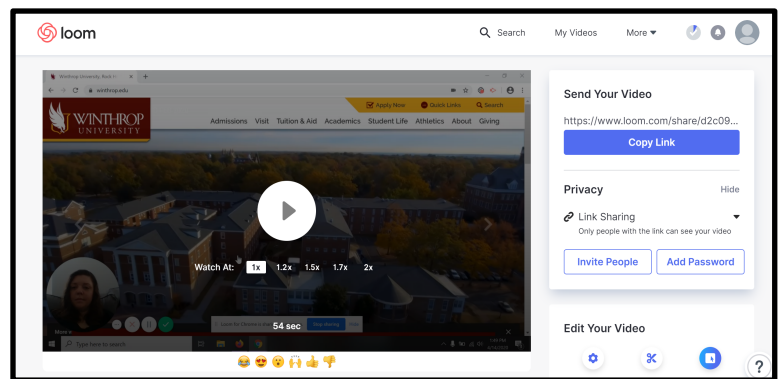 loom
Search My Videos More
Winthrop University, Rock H
winthrop.edu
Apply Now Quick Links Search
WINTHROP
UNIVERSITY
Admissions Visit Tuition & Aid Academics Student Life Athletics About Giving
Watch At: 1x 1.2x 1.5x 1.7x 2x
54 sec
Stop sharing Hide
Type here to search
Send Your Video
https://www.loom.com/share/d2c09...
Copy Link
Privacy Hide
Link Sharing
Only people with the link can see your video
Invite People Add Password
Edit Your Video
?